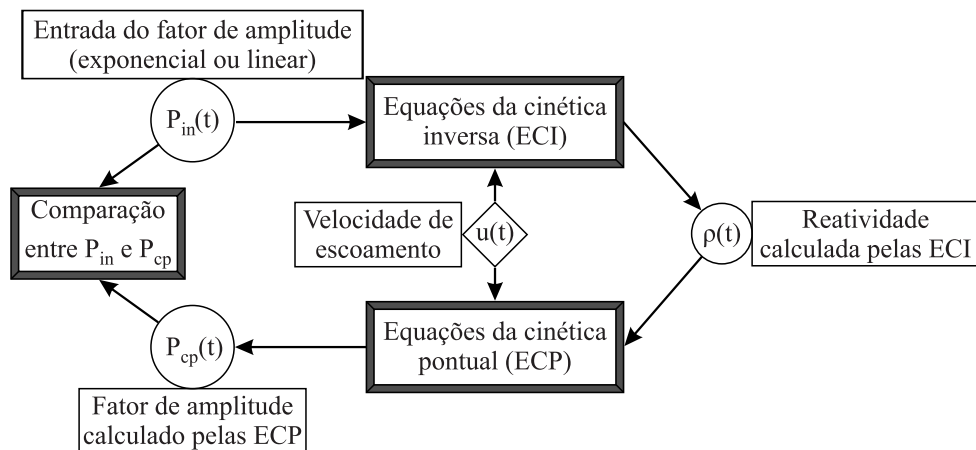 Entrada do fator de amplitude
(exponencial ou linear)
P_in(t)
Equações da cinética
inversa (ECI)
Comparação
entre P_in e P_cp
Velocidade de
escoamento
u(t)
ρ(t)
Reatividade
calculada pelas ECI
Equações da cinética
pontual (ECP)
P_cp(t)
Fator de amplitude
calculado pelas ECP